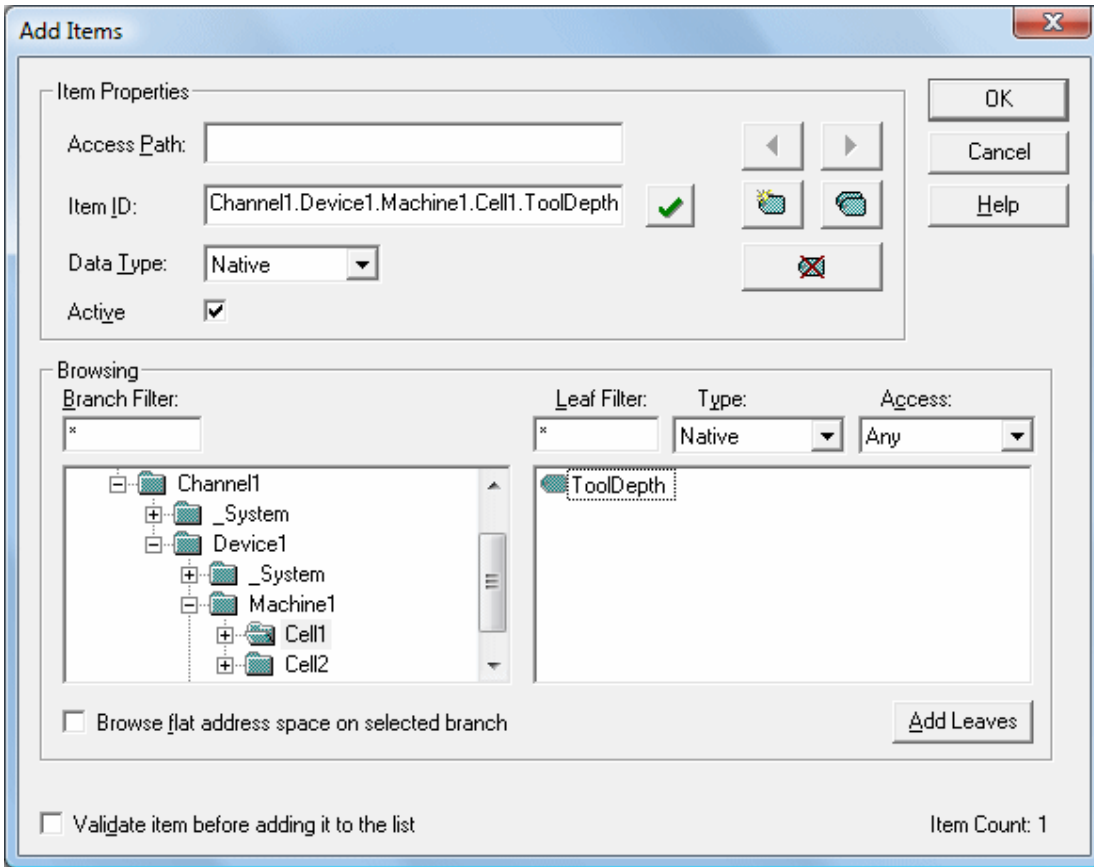 Add Items
Item Properties
OK
Access Path:
Cancel
Item ID: Channel1.Device1.Machine1.Cell1.ToolDepth
Help
Data Type: Native
Active
Browsing
Branch Filter: Leaf Filter: Type: Access:
* * Native Any
Channel1 ToolDepth
_System
Device1
_System
Machine1
Cell1
Cell2
Browse flat address space on selected branch Add Leaves
Validate item before adding it to the list Item Count: 1